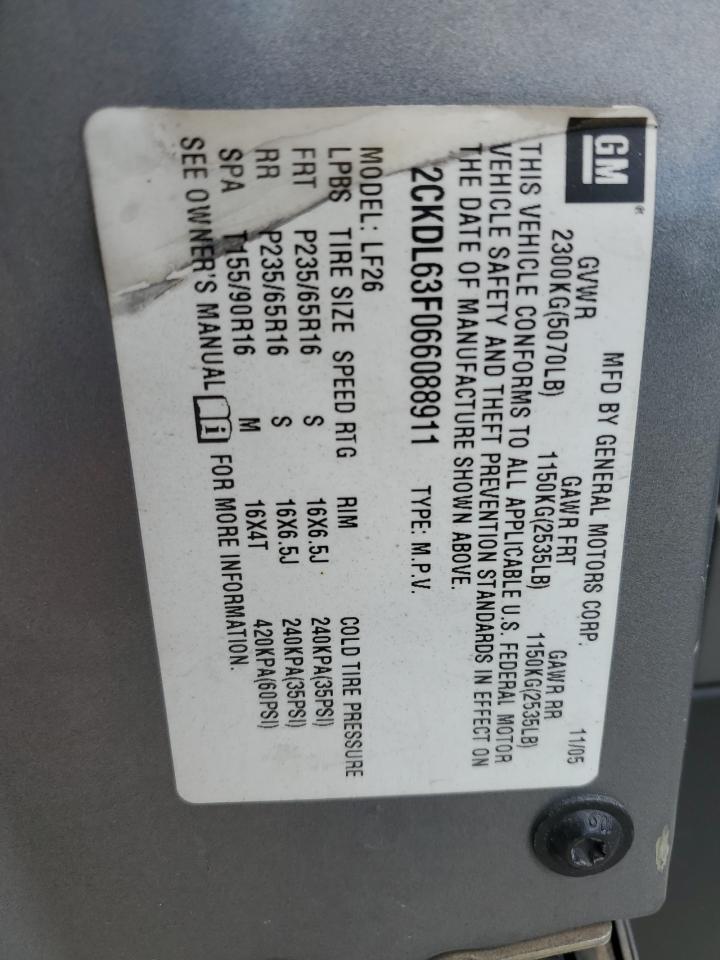 GM®
MFD BY GENERAL MOTORS CORP. 11/05
GVWR GAWR FRT GAWR RR
2300KG(5070LB) 1150KG(2535LB) 1150KG(2535LB)
THIS VEHICLE CONFORMS TO ALL APPLICABLE U.S. FEDERAL MOTOR
VEHICLE SAFETY AND THEFT PREVENTION STANDARDS IN EFFECT ON
THE DATE OF MANUFACTURE SHOWN ABOVE.
2CKDL63F066088911 TYPE: M.P.V.
MODEL: LF26
LPBS TIRE SIZE SPEED RTG RIM COLD TIRE PRESSURE
FRT P235/65R16 S 16X6.5J 240KPA(35PSI)
RR P235/65R16 S 16X6.5J 240KPA(35PSI)
SPA T155/90R16 M 16X4T 420KPA(60PSI)
SEE OWNER'S MANUAL i FOR MORE INFORMATION.